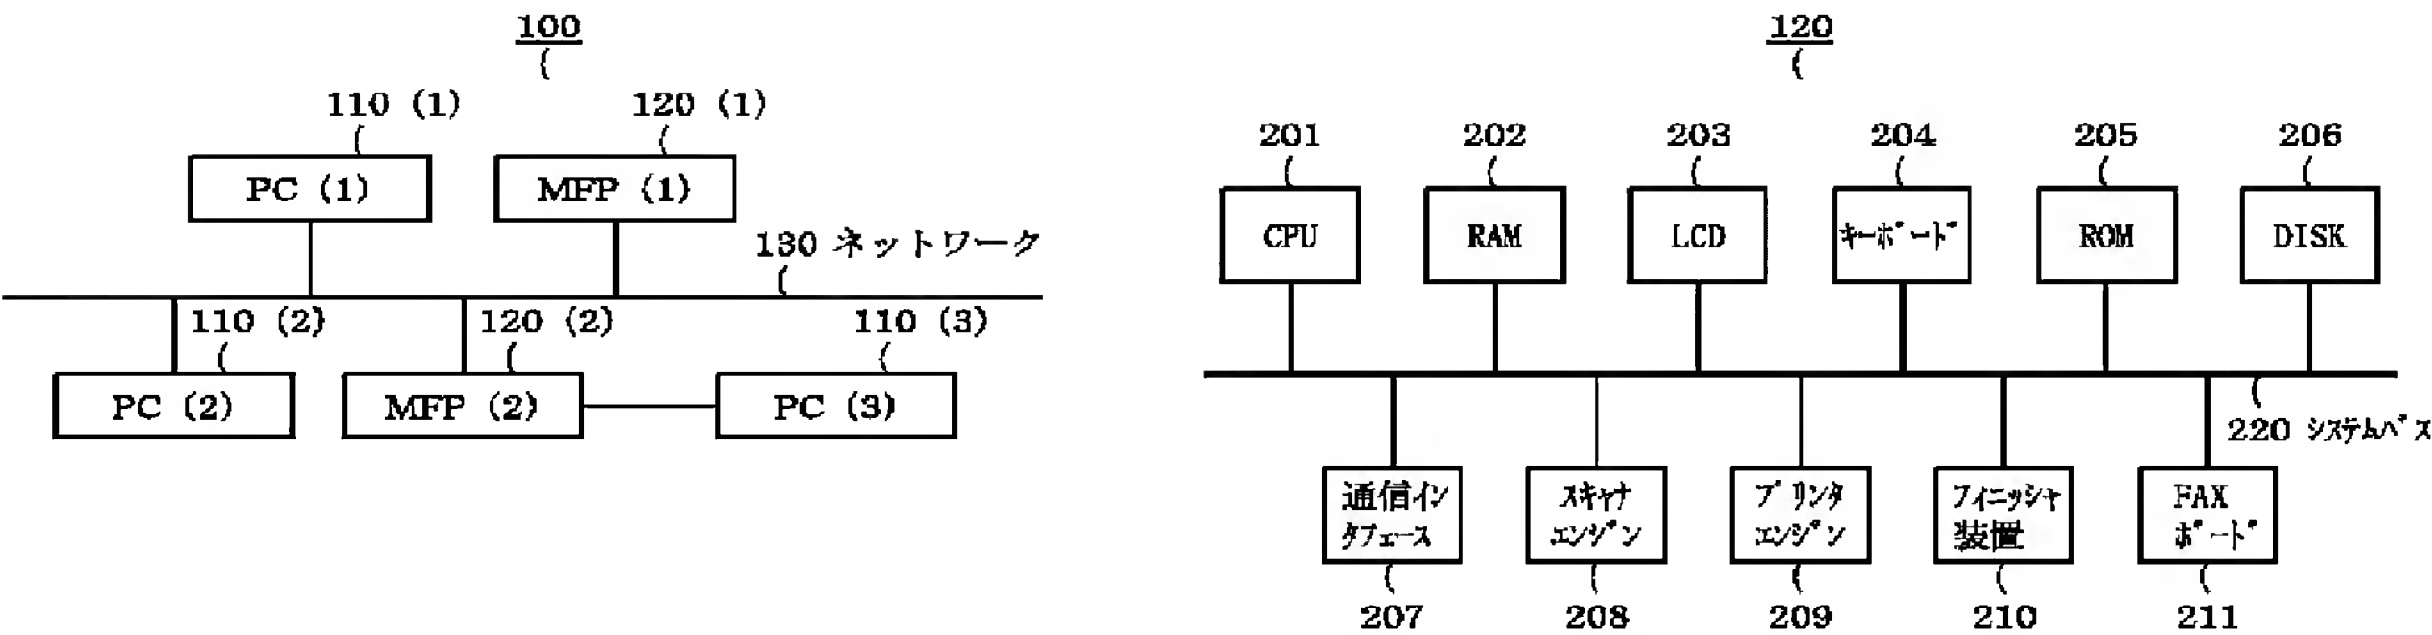 100
110 (1)
120 (1)
PC (1)
MFP (1)
130 ネットワーク
110 (2)
120 (2)
110 (3)
PC (2)
MFP (2)
PC (3)
120
201
202
203
204
205
206
CPU
RAM
LCD
ｷｰﾎﾞｰﾄﾞ
ROM
DISK
220 ｼｽﾃﾑﾊﾞｽ
通信ｲﾝ
ﾀﾌｪｰｽ
ｽｷｬﾅ
ｴﾝｼﾞﾝ
ﾌﾟﾘﾝﾀ
ｴﾝｼﾞﾝ
ﾌｨﾆｯｼｬ
装置
FAX
ﾎﾞｰﾄﾞ
207
208
209
210
211